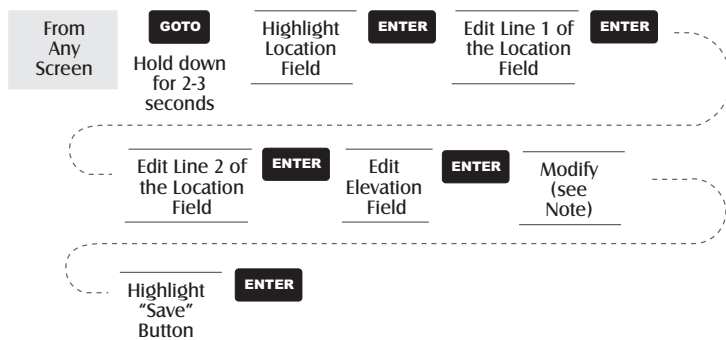 From
Any
Screen
GOTO
Hold down
for 2-3
seconds
Highlight
Location
Field
ENTER
Edit Line 1 of
the Location
Field
ENTER
Edit Line 2 of
the Location
Field
ENTER
Edit
Elevation
Field
ENTER
Modify
(see
Note)
Highlight
"Save"
Button
ENTER